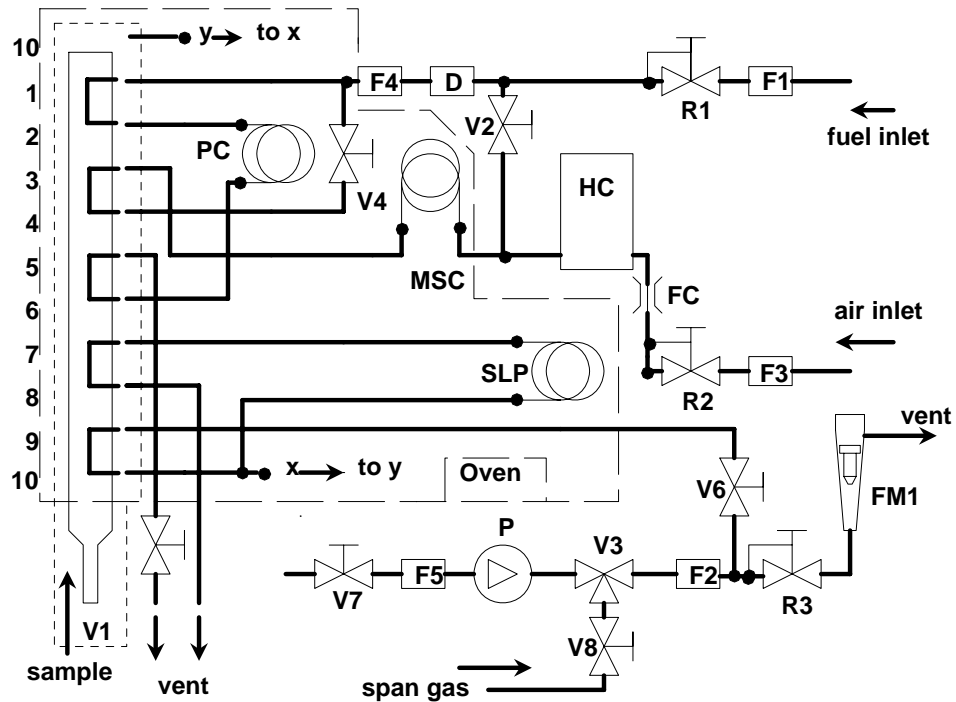 10
y to x
F4 D
F1
1
R1
V2
fuel inlet
2
PC
HC
3
V4
4
5
MSC
FC
6
air inlet
7
SLP
F3
8
R2
vent
9
x to y
Oven
10
V6
FM1
P
V3
F5
F2
V7
R3
V1
V8
sample
vent
span gas